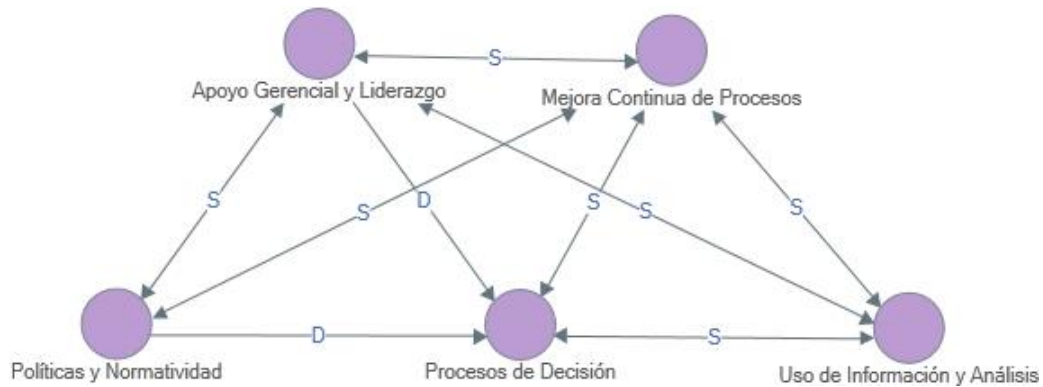 S
Apoyo Gerencial y Liderazgo
Mejora Continua de Procesos
S
S
D
S
S
S
D
S
Políticas y Normatividad
Procesos de Decisión
Uso de Información y Análisis